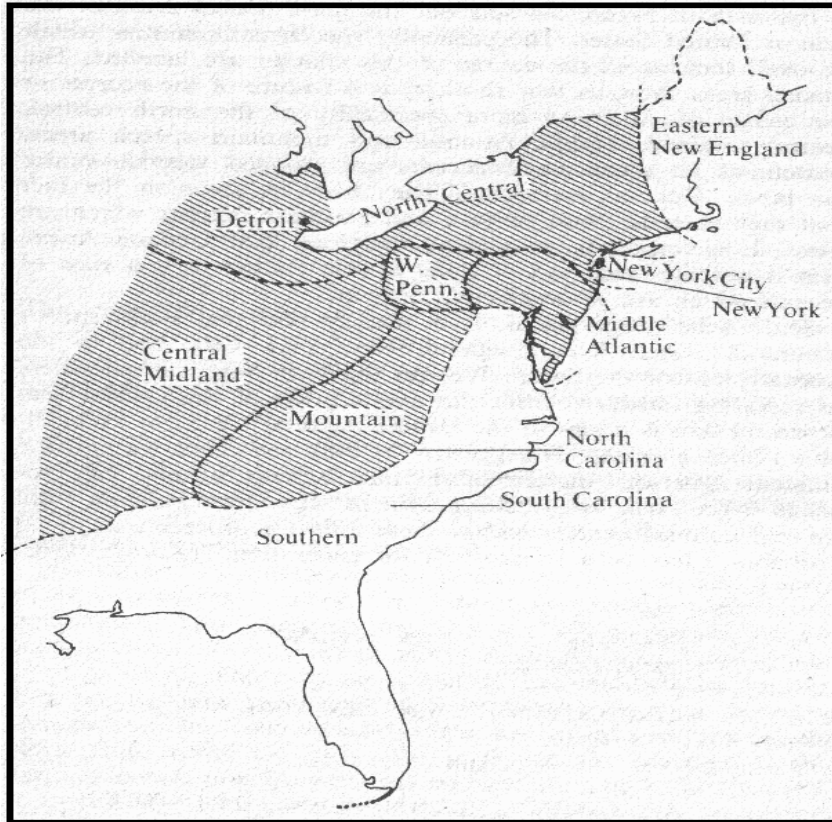 Eastern
New England
Detroit
North-Central
W.
Penn.
New York City
New York
Middle
Atlantic
Central
Midland
Mountain
North
Carolina
South Carolina
Southern